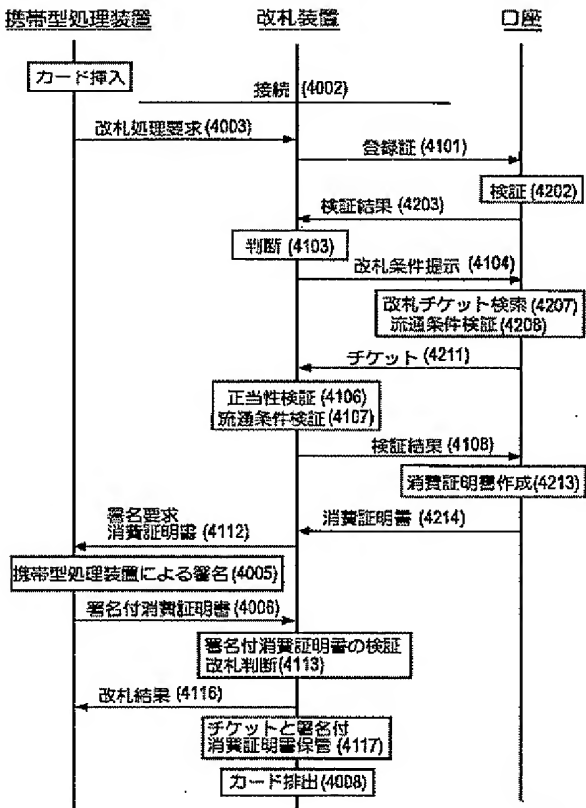 携帯型処理装置 改札装置 口座
カード挿入
接続 (4002)
改札処理要求(4003)
登録証 (4101)
検証(4202)
検証結果 (4203)
判断 (4103)
改札条件提示 (4104)
改札チケット検索(4207)
流通条件検証(4208)
チケット (4211)
正当性検証(4106)
流通条件検証(4107)
検証結果 (4108)
消費証明書作成(4213)
消費証明書 (4214)
署名要求
消費証明書 (4112)
携帯型処理装置による署名(4005)
署名付消費証明書(4006)
署名付消費証明書の検証
改札判断(4113)
改札結果 (4116)
チケットと署名付
消費証明書保管 (4117)
カード排出(4008)